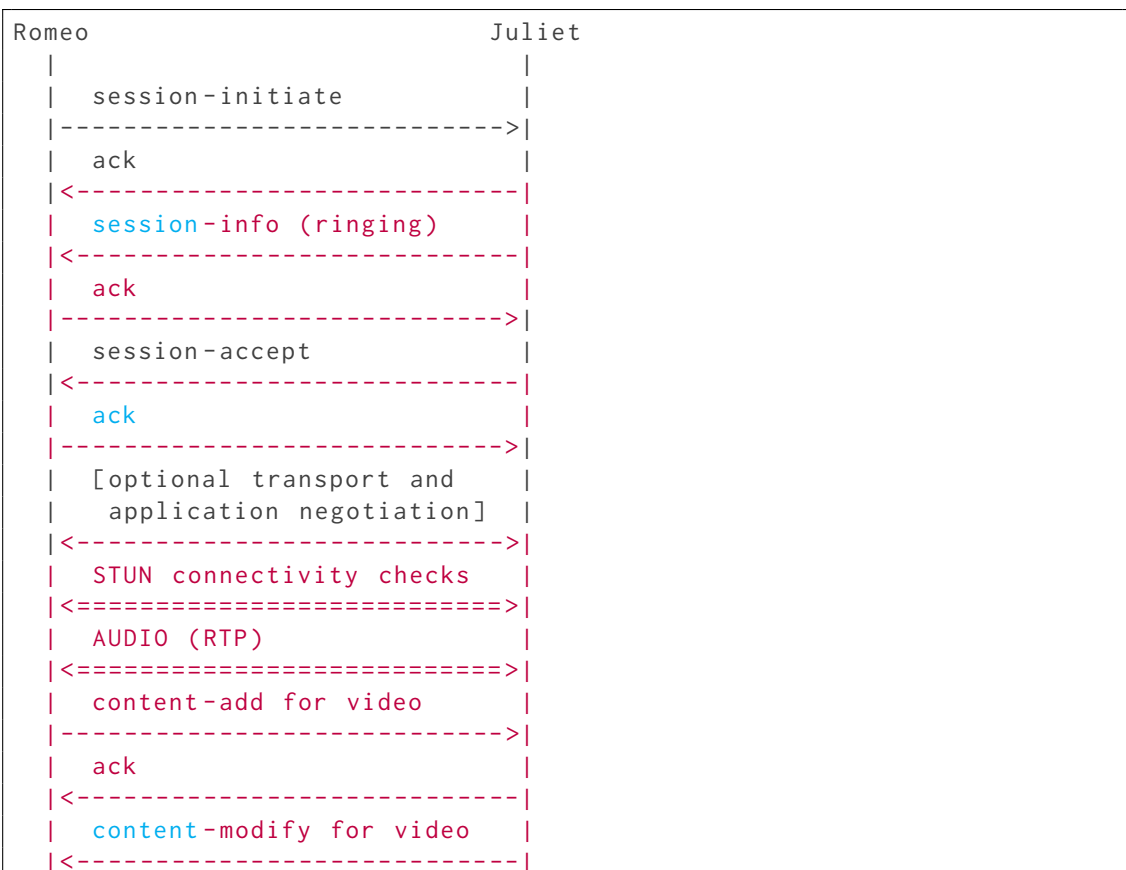 Romeo                         Juliet
  |                             |
  |  session-initiate           |
  |---------------------------->|
  |  ack                        |
  |<----------------------------|
  |  session-info (ringing)     |
  |<----------------------------|
  |  ack                        |
  |---------------------------->|
  |  session-accept             |
  |<----------------------------|
  |  ack                        |
  |---------------------------->|
  |  [optional transport and    |
  |   application negotiation]  |
  |<--------------------------->|
  |  STUN connectivity checks   |
  |<===========================>|
  |  AUDIO (RTP)                |
  |<===========================>|
  |  content-add for video      |
  |---------------------------->|
  |  ack                        |
  |<----------------------------|
  |  content-modify for video   |
  |<----------------------------|